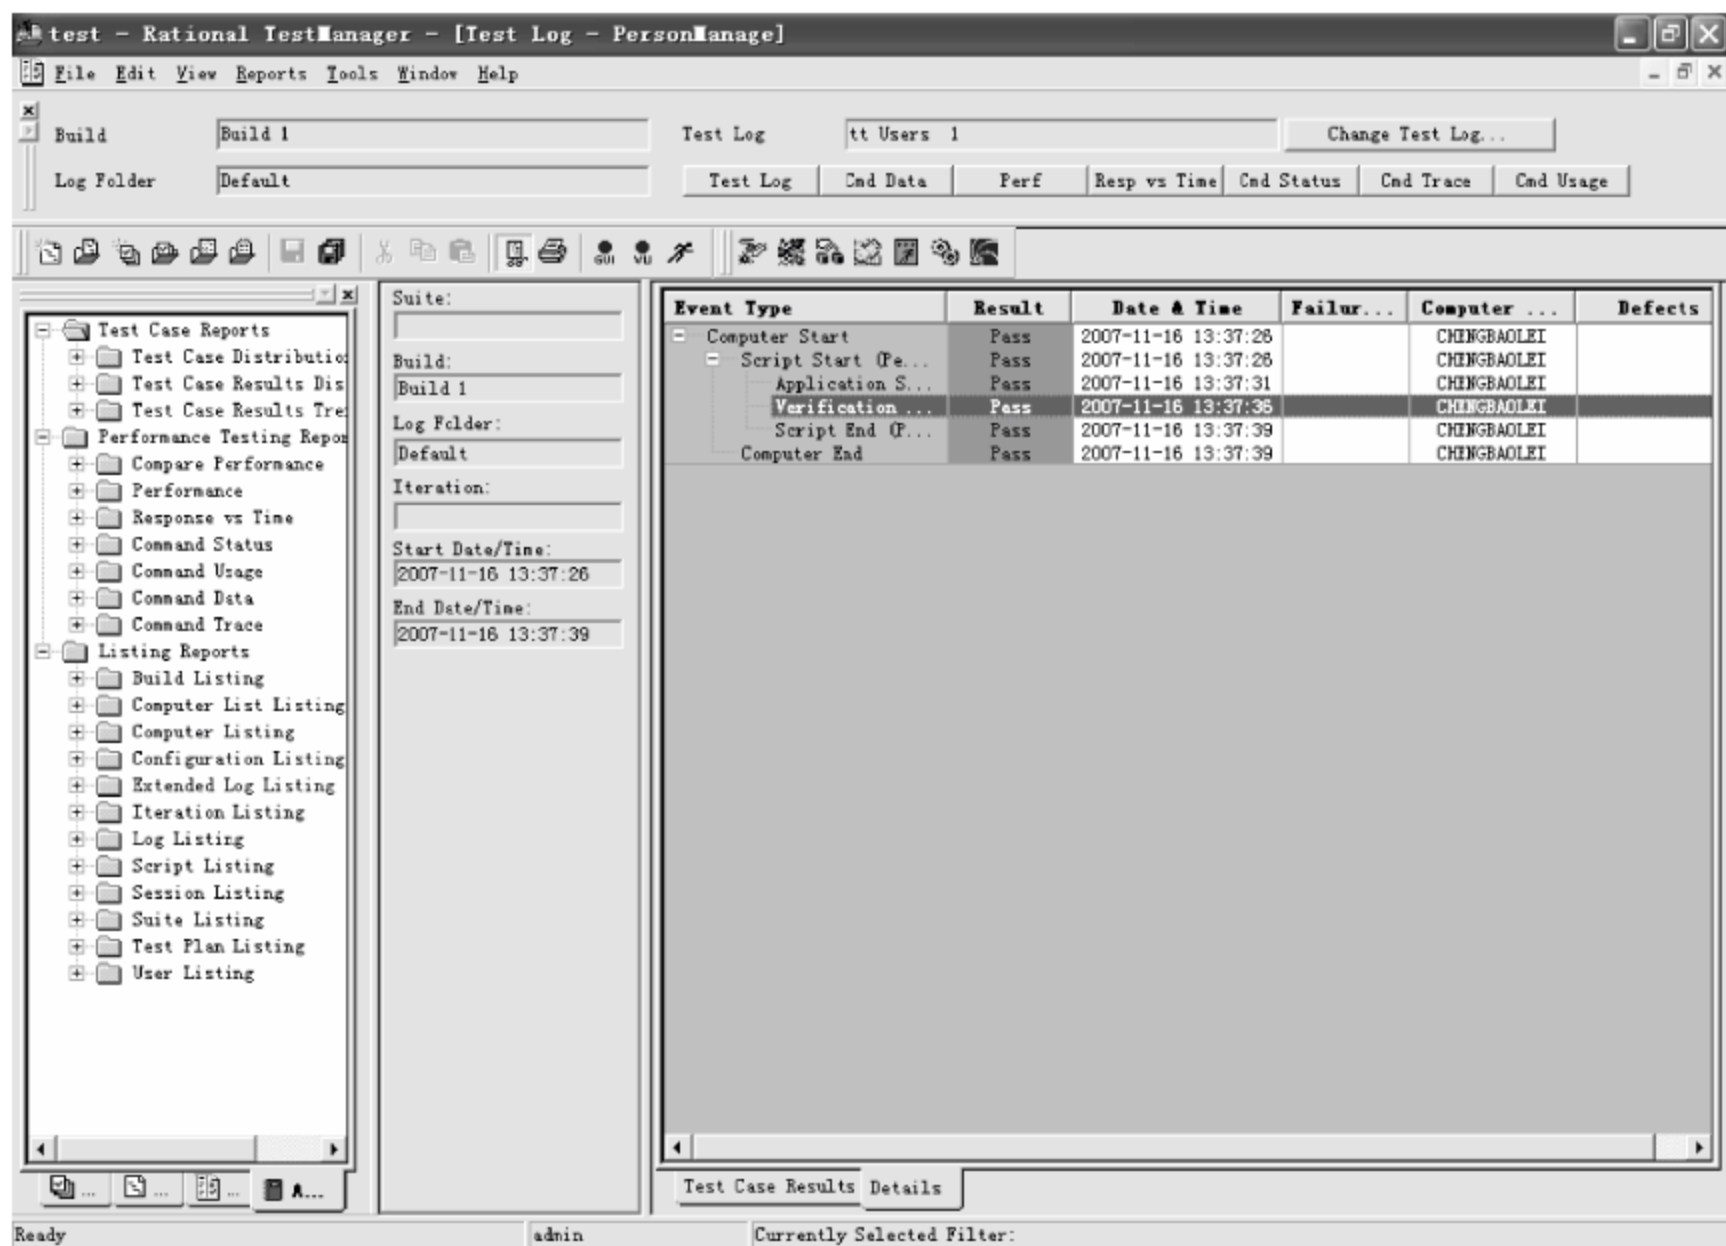 test - Rational TestManager - [Test Log - PersonManage]
File Edit View Reports Tools Window Help
Build Build 1 Test Log tt Users 1 Change Test Log...
Log Folder Default Test Log Cmd Data Perf Resp vs Time Cmd Status Cmd Trace Cmd Usage
GUI VU
Test Case Reports
Test Case Distributio
Test Case Results Dis
Test Case Results Tre
Performance Testing Repor
Compare Performance
Performance
Response vs Time
Command Status
Command Usage
Command Data
Command Trace
Listing Reports
Build Listing
Computer List Listing
Computer Listing
Configuration Listing
Extended Log Listing
Iteration Listing
Log Listing
Script Listing
Session Listing
Suite Listing
Test Plan Listing
User Listing
... ... ... A...
Suite:
Build:
Build 1
Log Folder:
Default
Iteration:
Start Date/Time:
2007-11-16 13:37:26
End Date/Time:
2007-11-16 13:37:39
Event Type Result Date & Time Failur... Computer ... Defects
Computer Start Pass 2007-11-16 13:37:26 CHENGBAOLEI
Script Start (Pe... Pass 2007-11-16 13:37:26 CHENGBAOLEI
Application S... Pass 2007-11-16 13:37:31 CHENGBAOLEI
Verification ... Pass 2007-11-16 13:37:36 CHENGBAOLEI
Script End (P... Pass 2007-11-16 13:37:39 CHENGBAOLEI
Computer End Pass 2007-11-16 13:37:39 CHENGBAOLEI
Test Case Results Details
Ready admin Currently Selected Filter: